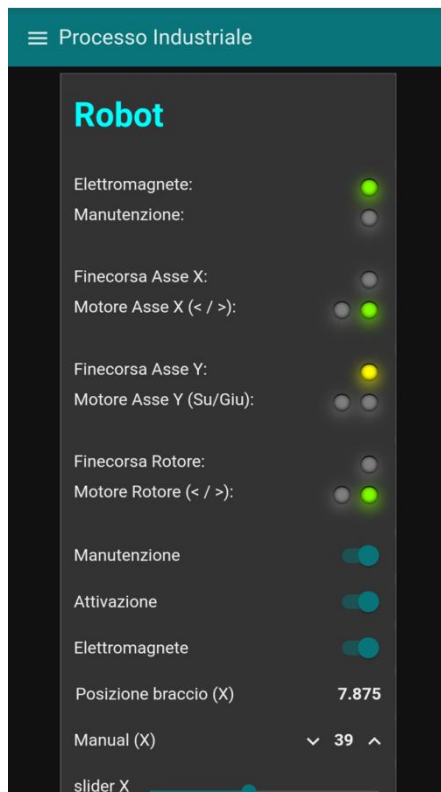 Processo Industriale
Robot
Elettromagnete:
Manutenzione:
Finecorsa Asse X:
Motore Asse X (< / >):
Finecorsa Asse Y:
Motore Asse Y (Su/Giu):
Finecorsa Rotore:
Motore Rotore (< / >):
Manutenzione
Attivazione
Elettromagnete
Posizione braccio (X) 7.875
Manual (X) 39
slider X